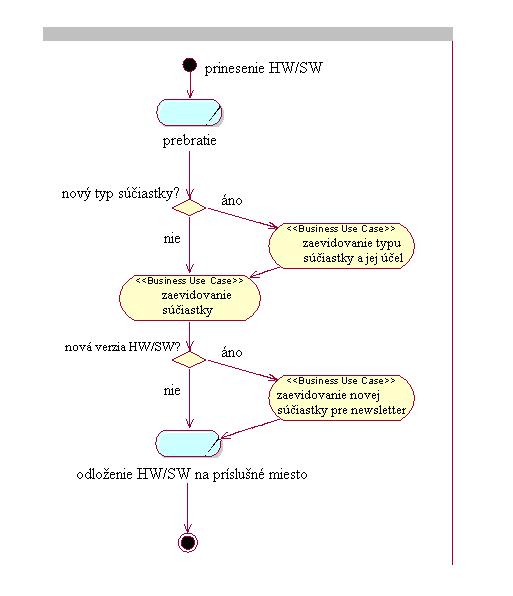 prinesenie HW/SW
prebratie
nový typ súčiastky?
áno
<<Business Use Case>>
zaevidovanie typu
súčiastky a jej účel
nie
<<Business Use Case>>
zaevidovanie
súčiastky
nová verzia HW/SW?
áno
<<Business Use Case>>
zaevidovanie novej
súčiastky pre newsletter
nie
odloženie HW/SW na príslušné miesto